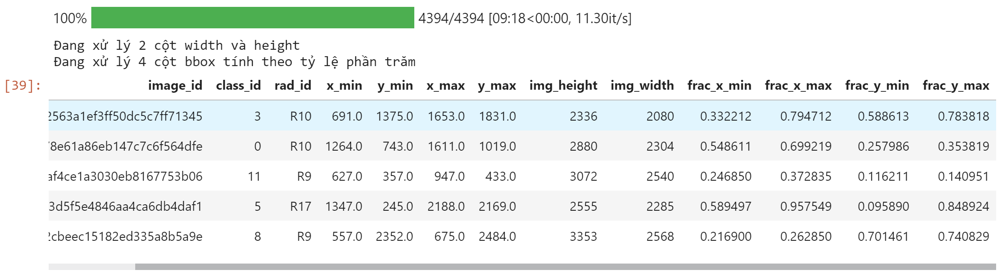 100% 4394/4394 [09:18<00:00, 11.30it/s]
Đang xử lý 2 cột width và height
Đang xử lý 4 cột bbox tính theo tỷ lệ phần trăm
[39]: image_id class_id rad_id x_min y_min x_max y_max img_height img_width frac_x_min frac_x_max frac_y_min frac_y_max
2563a1ef3ff50dc5c7ff71345 3 R10 691.0 1375.0 1653.0 1831.0 2336 2080 0.332212 0.794712 0.588613 0.783818
78e61a86eb147c7c6f564dfe 0 R10 1264.0 743.0 1611.0 1019.0 2880 2304 0.548611 0.699219 0.257986 0.353819
af4ce1a3030eb8167753b06 11 R9 627.0 357.0 947.0 433.0 3072 2540 0.246850 0.372835 0.116211 0.140951
3d5f5e4846aa4ca6db4daf1 5 R17 1347.0 245.0 2188.0 2169.0 2555 2285 0.589497 0.957549 0.095890 0.848924
2cbeec15182ed335a8b5a9e 8 R9 557.0 2352.0 675.0 2484.0 3353 2568 0.216900 0.262850 0.701461 0.740829